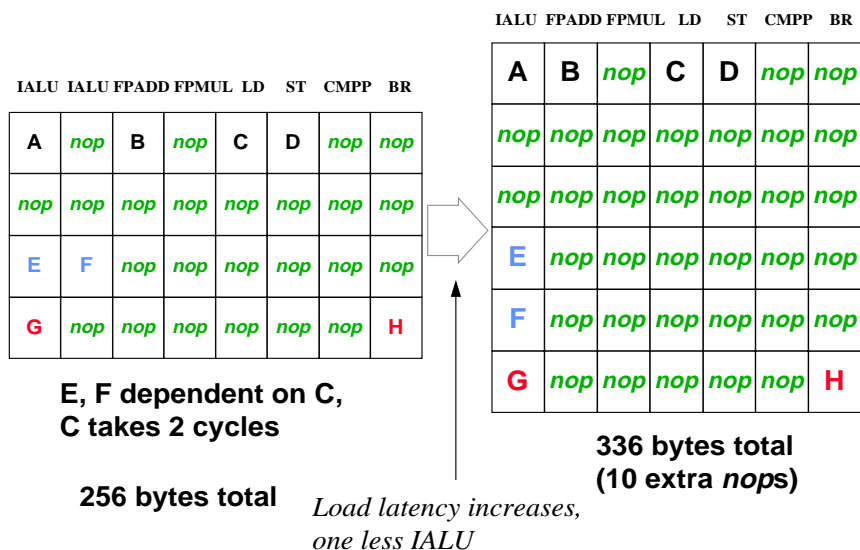 IALU IALU FPADD FPMUL LD ST CMPP BR
A nop B nop C D nop nop
nop nop nop nop nop nop nop nop
E F nop nop nop nop nop nop
G nop nop nop nop nop nop H
E, F dependent on C,
C takes 2 cycles
256 bytes total
Load latency increases,
one less IALU
IALU FPADD FPMUL LD ST CMPP BR
A B nop C D nop nop
nop nop nop nop nop nop nop
nop nop nop nop nop nop nop
E nop nop nop nop nop nop
F nop nop nop nop nop nop
G nop nop nop nop nop H
336 bytes total
(10 extra nops)